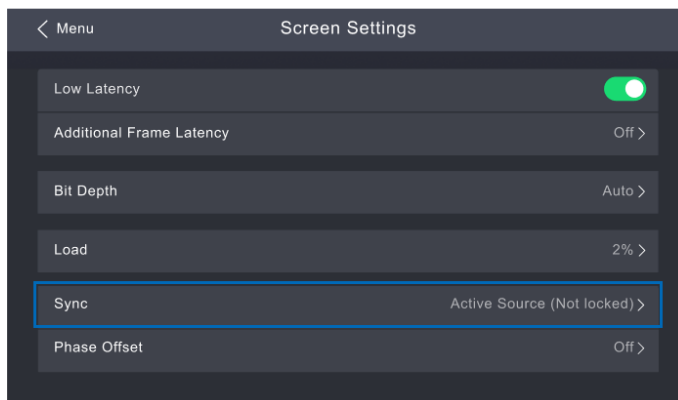 Menu
Screen Settings
Low Latency
Additional Frame Latency Off
Bit Depth Auto
Load 2%
Sync Active Source (Not locked)
Phase Offset Off